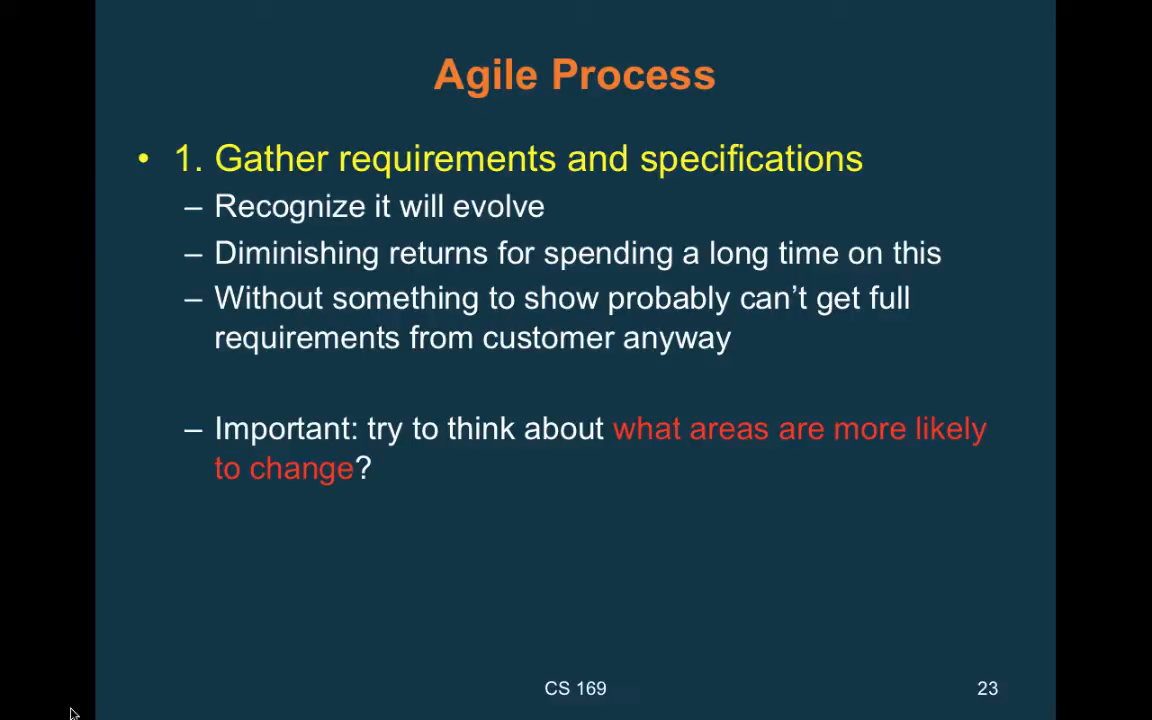 Agile Process
• 1. Gather requirements and specifications
– Recognize it will evolve
– Diminishing returns for spending a long time on this
– Without something to show probably can’t get full
requirements from customer anyway
– Important: try to think about what areas are more likely
to change?
CS 169
23